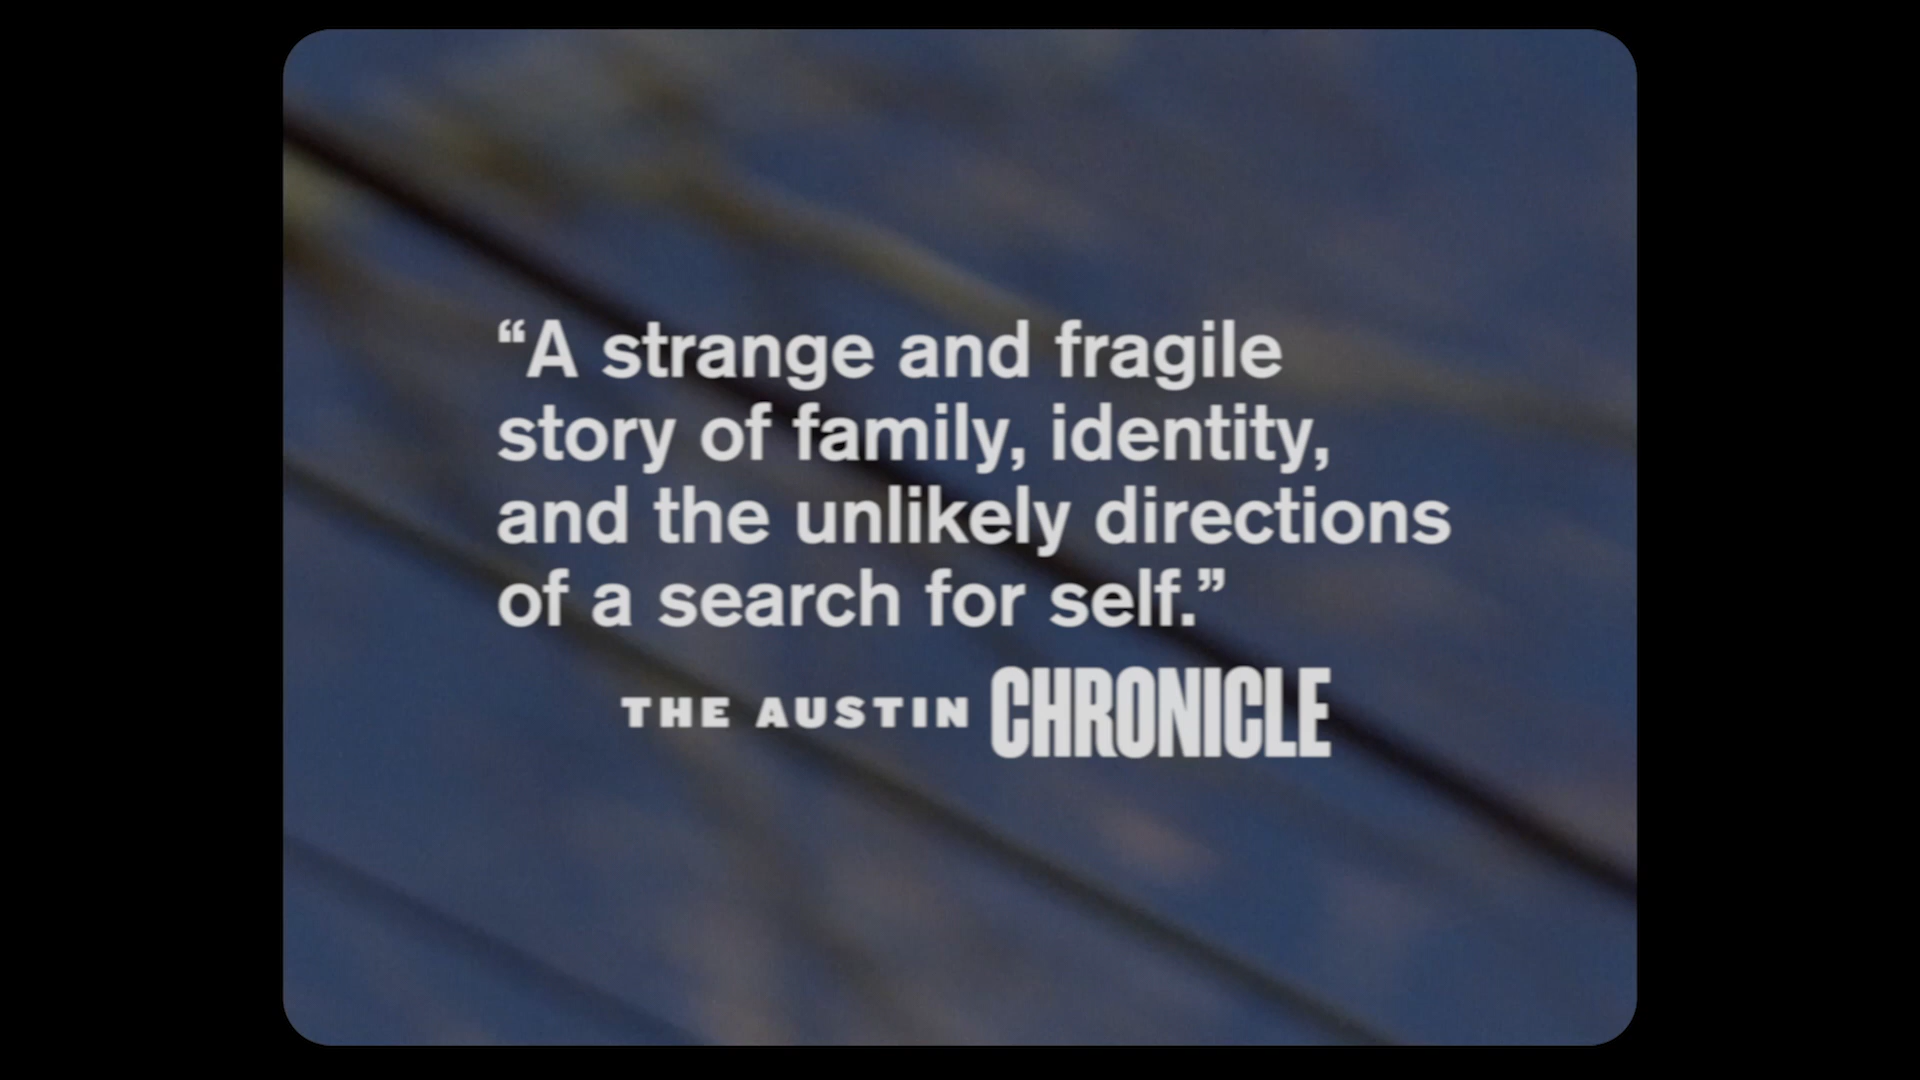 “A strange and fragile
story of family, identity,
and the unlikely directions
of a search for self.”
THE AUSTIN CHRONICLE